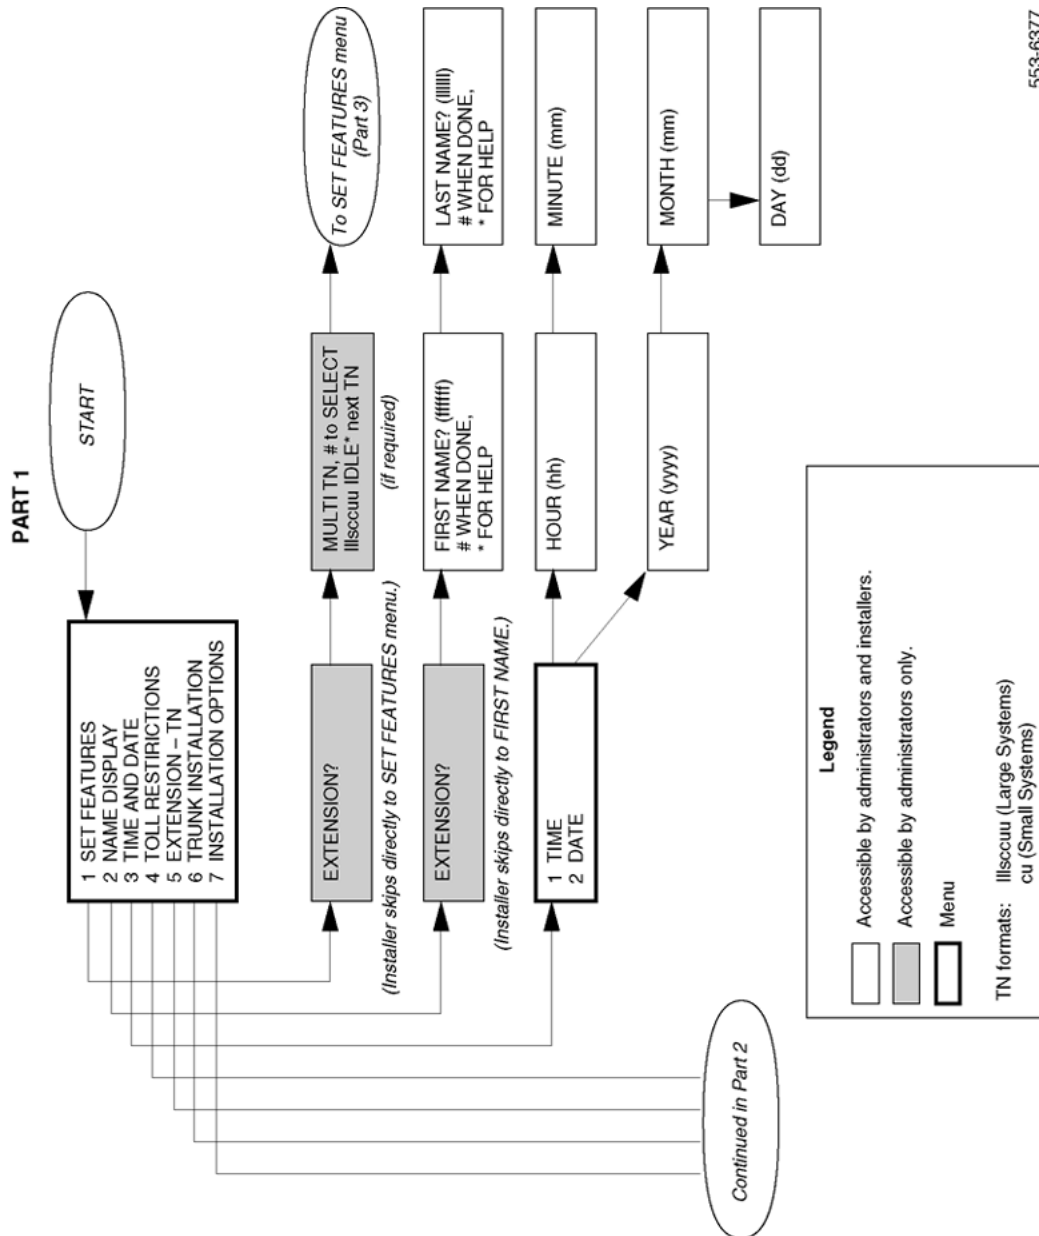 PART 1
START
1 SET FEATURES
2 NAME DISPLAY
3 TIME AND DATE
4 TOLL RESTIRICTIONS
5 EXTENSION – TN
6 TRUNK INSTALLATION
7 INSTALLATION OPTIONS
EXTENSION?
(Installer skips directly to SET FEATURES menu.)
MULTI TN, # to SELECT
lllsccuu IDLE* next TN
(if required)
To SET FEATURES menu
(Part 3)
EXTENSION?
(Installer skips directly to FIRST NAME.)
FIRST NAME? (ffffff)
# WHEN DONE,
* FOR HELP
LAST NAME? (llllll)
# WHEN DONE,
* FOR HELP
1 TIME
2 DATE
HOUR (hh)
MINUTE (mm)
YEAR (yyyy)
MONTH (mm)
DAY (dd)
Continued in Part 2
Legend
Accessible by administrators and installers.
Accessible by administrators only.
Menu
TN formats: lllsccuu (Large Systems)
cu (Small Systems)
553-6377